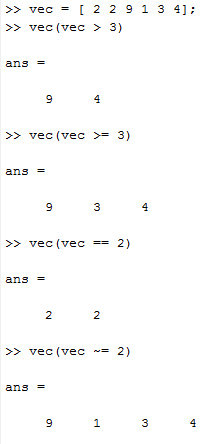 >> vec = [ 2 2 9 1 3 4];
>> vec(vec > 3)
ans =
9 4
>> vec(vec >= 3)
ans =
9 3 4
>> vec(vec == 2)
ans =
2 2
>> vec(vec ~= 2)
ans =
9 1 3 4